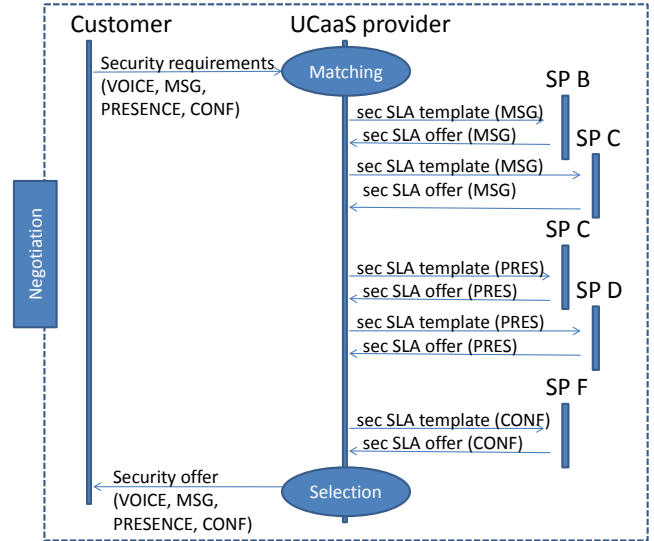 Customer
UCaaS provider
Security requirements
(VOICE, MSG,
PRESENCE, CONF)
Matching
SP B
sec SLA template (MSG)
sec SLA offer (MSG)
SP C
sec SLA template (MSG)
sec SLA offer (MSG)
Negotiation
SP C
sec SLA template (PRES)
sec SLA offer (PRES)
SP D
sec SLA template (PRES)
sec SLA offer (PRES)
SP F
sec SLA template (CONF)
sec SLA offer (CONF)
Security offer
(VOICE, MSG,
PRESENCE, CONF)
Selection